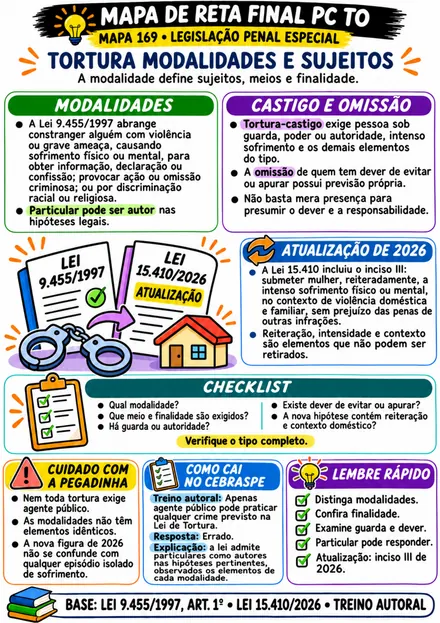 MAPA DE RETA FINAL PC TO
MAPA 169 • LEGISLAÇÃO PENAL ESPECIAL
TORTURA MODALIDADES E SUJEITOS
A modalidade define sujeitos, meios e finalidade.
MODALIDADES
• A Lei 9.455/1997 abrange
constranger alguém com violência
ou grave ameaça, causando
sofrimento físico ou mental, para
obter informação, declaração ou
confissão; provocar ação ou omissão
criminosa; ou por discriminação
racial ou religiosa.
• Particular pode ser autor nas
hipóteses legais.
CASTIGO E OMISSÃO
• Tortura-castigo exige pessoa sob
guarda, poder ou autoridade, intenso
sofrimento e os demais elementos
do tipo.
• A omissão de quem tem dever de evitar
ou apurar possui previsão própria.
• Não basta mera presença para
presumir o dever e a responsabilidade.
LEI
9.455/1997
LEI
15.410/2026
ATUALIZAÇÃO
ATUALIZAÇÃO DE 2026
• A Lei 15.410 incluiu o inciso III:
submeter mulher, reiteradamente, a
intenso sofrimento físico ou mental,
no contexto de violência doméstica
e familiar, sem prejuízo das penas de
outras infrações.
• Reiteração, intensidade e contexto
são elementos que não podem ser
retirados.
CHECKLIST
• Qual modalidade?
• Que meio e finalidade são exigidos?
• Há guarda ou autoridade?
• Existe dever de evitar ou apurar?
• A nova hipótese contém reiteração
e contexto doméstico?
Verifique o tipo completo.
CUIDADO COM
A PEGADINHA
• Nem toda tortura exige
agente público.
• As modalidades não têm
elementos idênticos.
• A nova figura de 2026
não se confunde com
qualquer episódio isolado
de sofrimento.
COMO CAI
NO CEBRASPE
Treino autoral: Apenas
agente público pode praticar
qualquer crime previsto na
Lei de Tortura.
Resposta: Errado.
Explicação: a lei admite
particulares como autores
nas hipóteses pertinentes,
observados os elementos de
cada modalidade.
LEMBRE RÁPIDO
Distinga modalidades.
Confira finalidade.
Examine guarda e dever.
Particular pode responder.
Atualização: inciso III de
2026.
BASE: LEI 9.455/1997, ART. 1º • LEI 15.410/2026 • TREINO AUTORAL